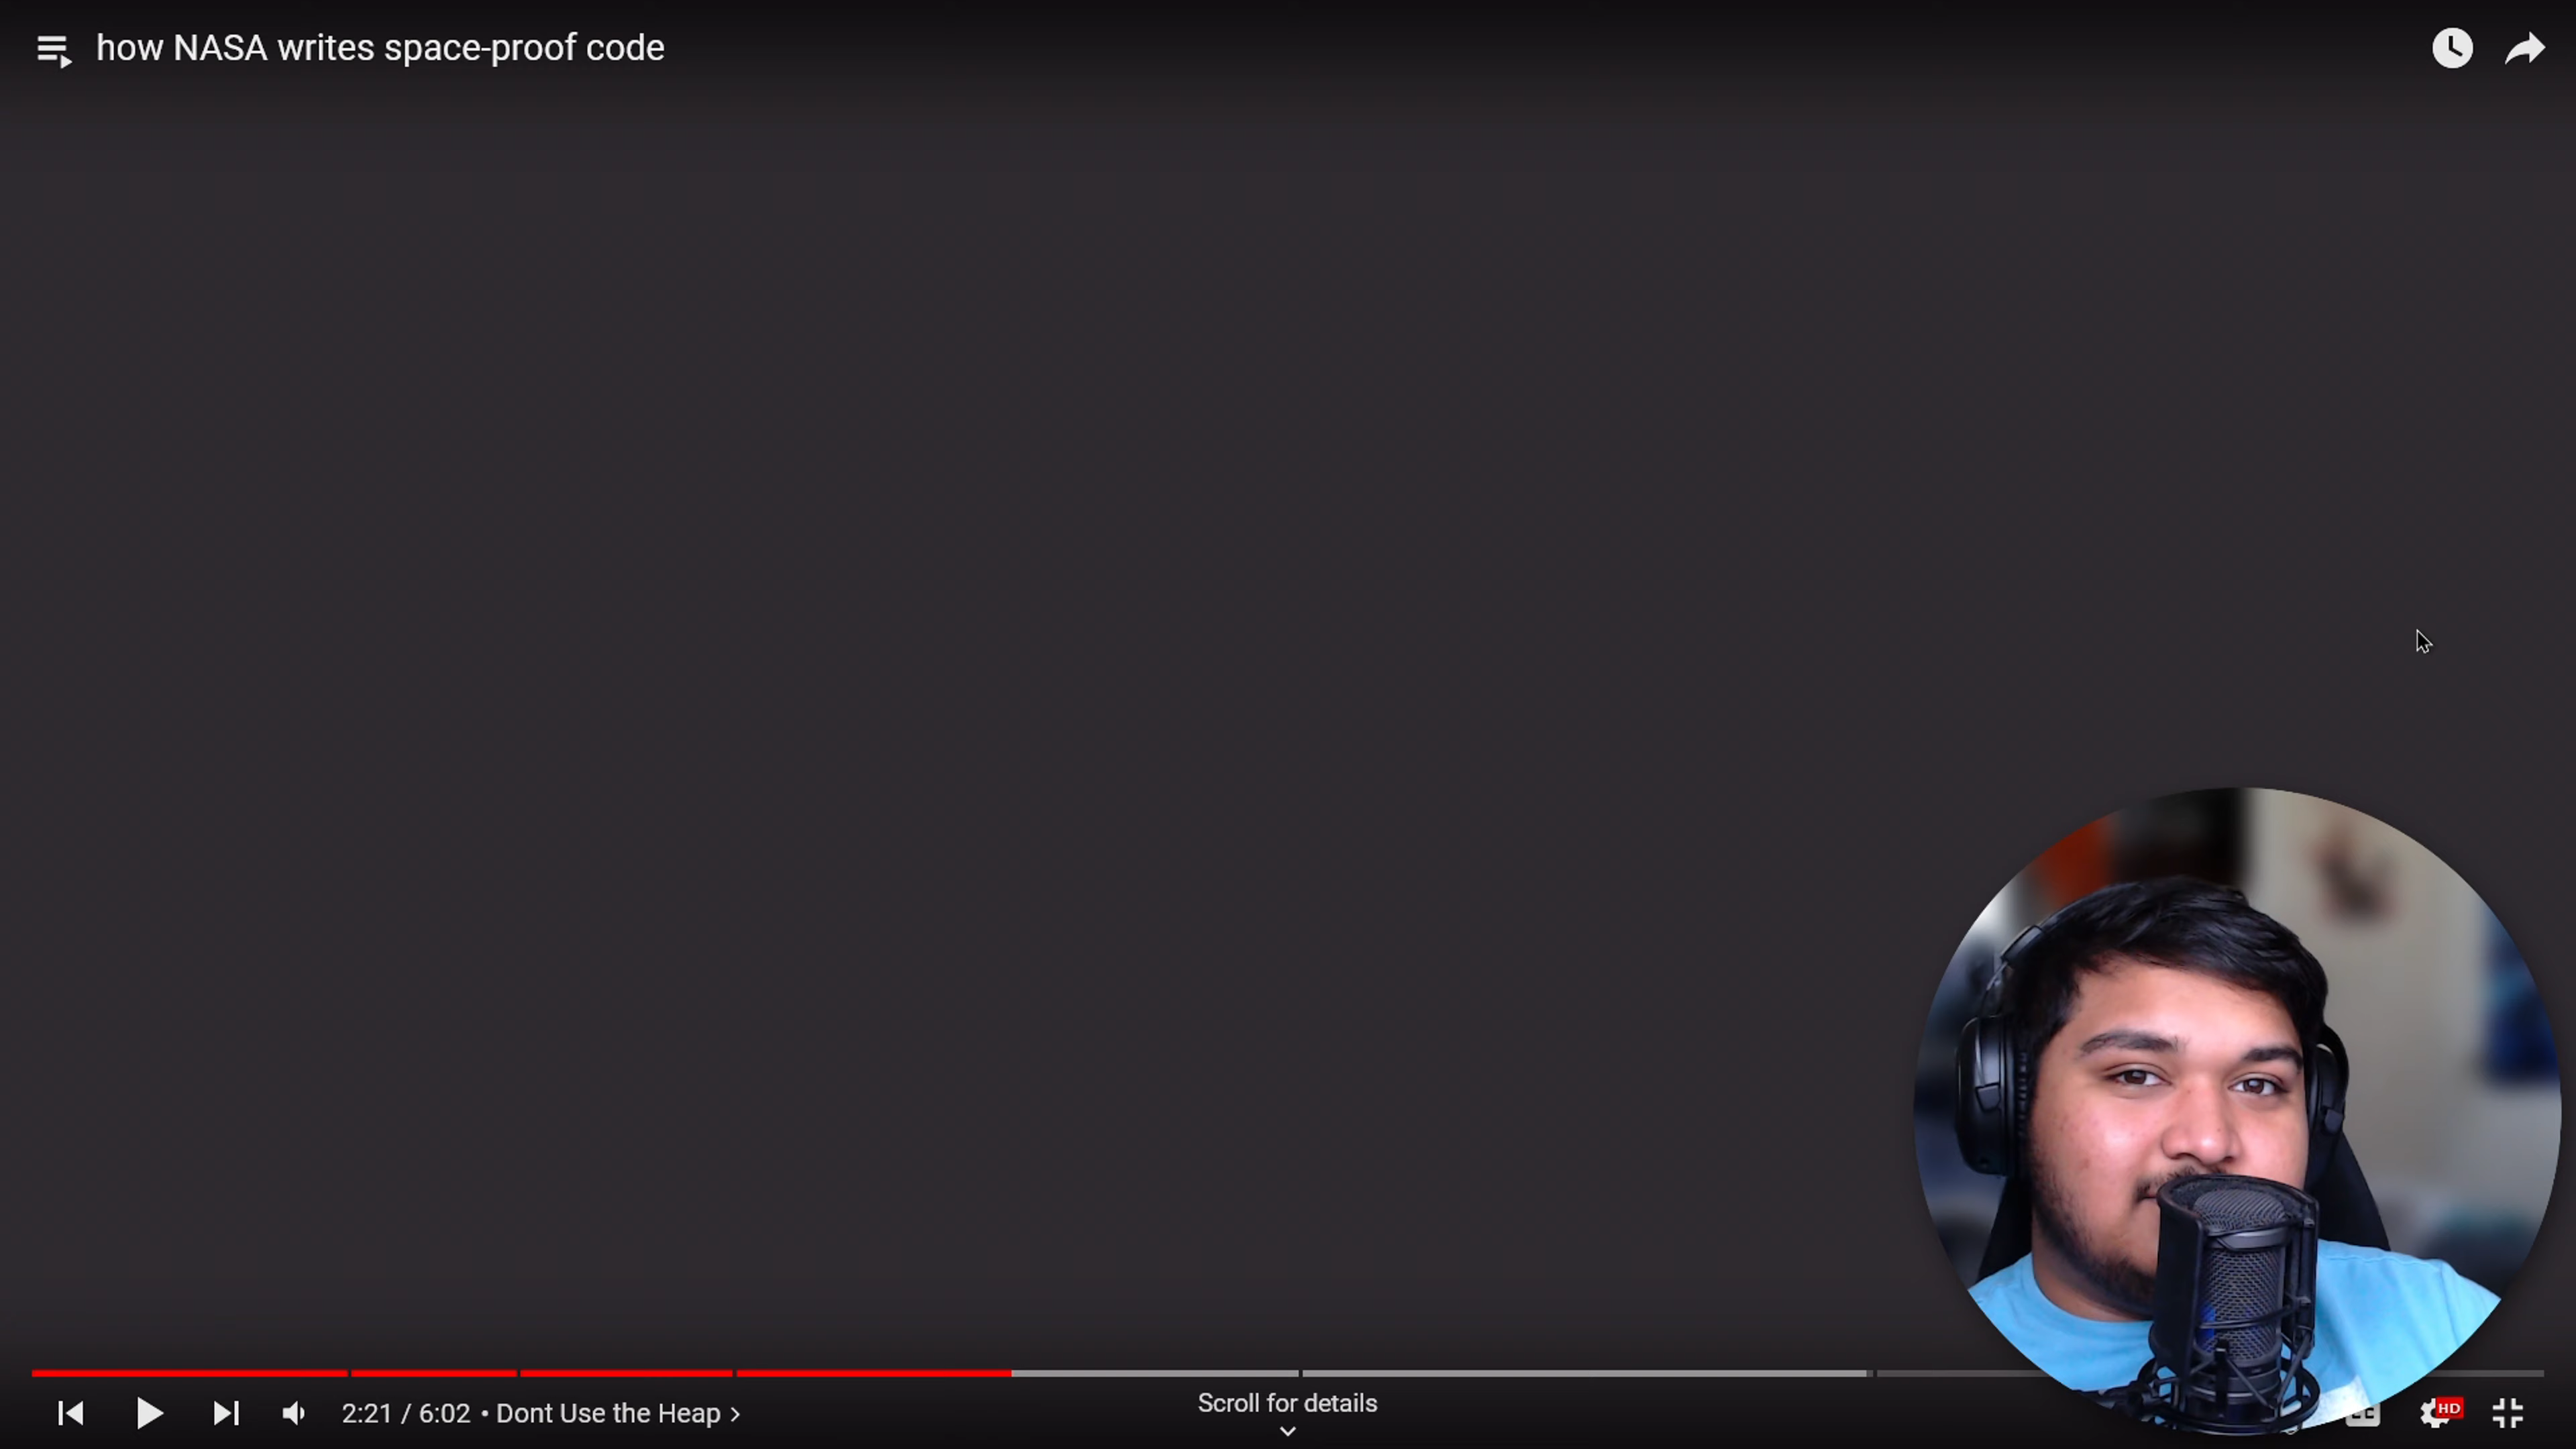 how NASA writes space-proof code
2:21 / 6:02 • Dont Use the Heap
Scroll for details
HD